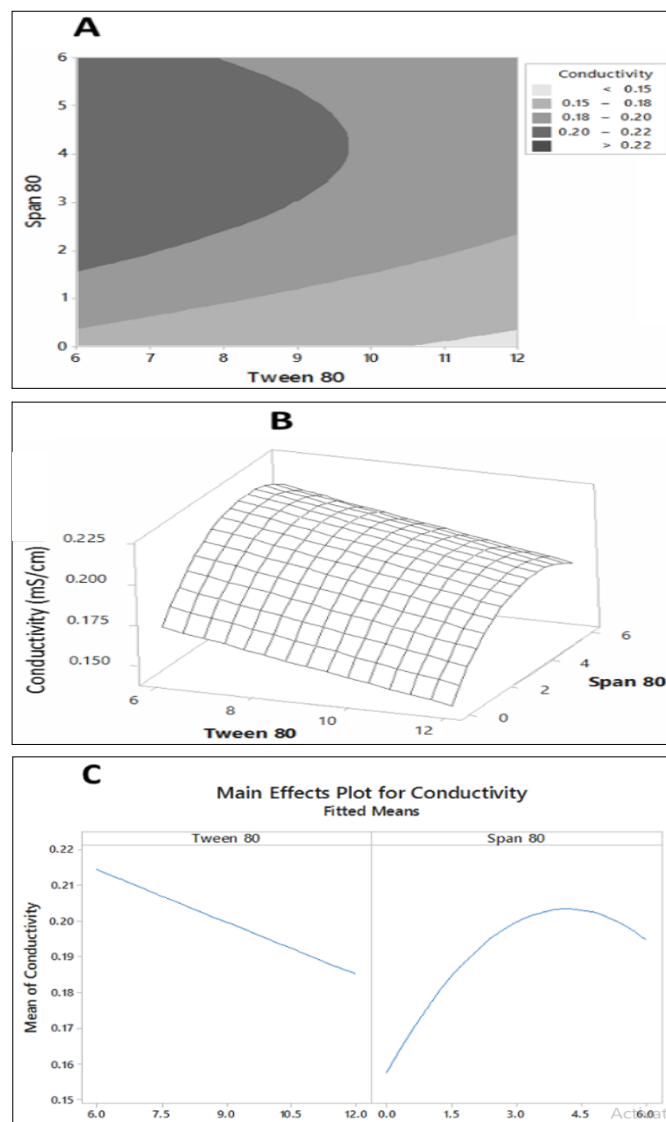 A
6
5
4
3
2
1
0
Span 80
6 7 8 9 10 11 12
Tween 80
Conductivity
< 0.15
0.15 – 0.18
0.18 – 0.20
0.20 – 0.22
> 0.22
B
0.225
0.200
0.175
0.150
Conductivity (mS/cm)
6 8 10 12
Tween 80
0 2 4 6
Span 80
C
Main Effects Plot for Conductivity
Fitted Means
Tween 80 Span 80
0.22
0.21
0.20
0.19
0.18
0.17
0.16
0.15
Mean of Conductivity
6.0 7.5 9.0 10.5 12.0 0.0 1.5 3.0 4.5 6.0
Activat